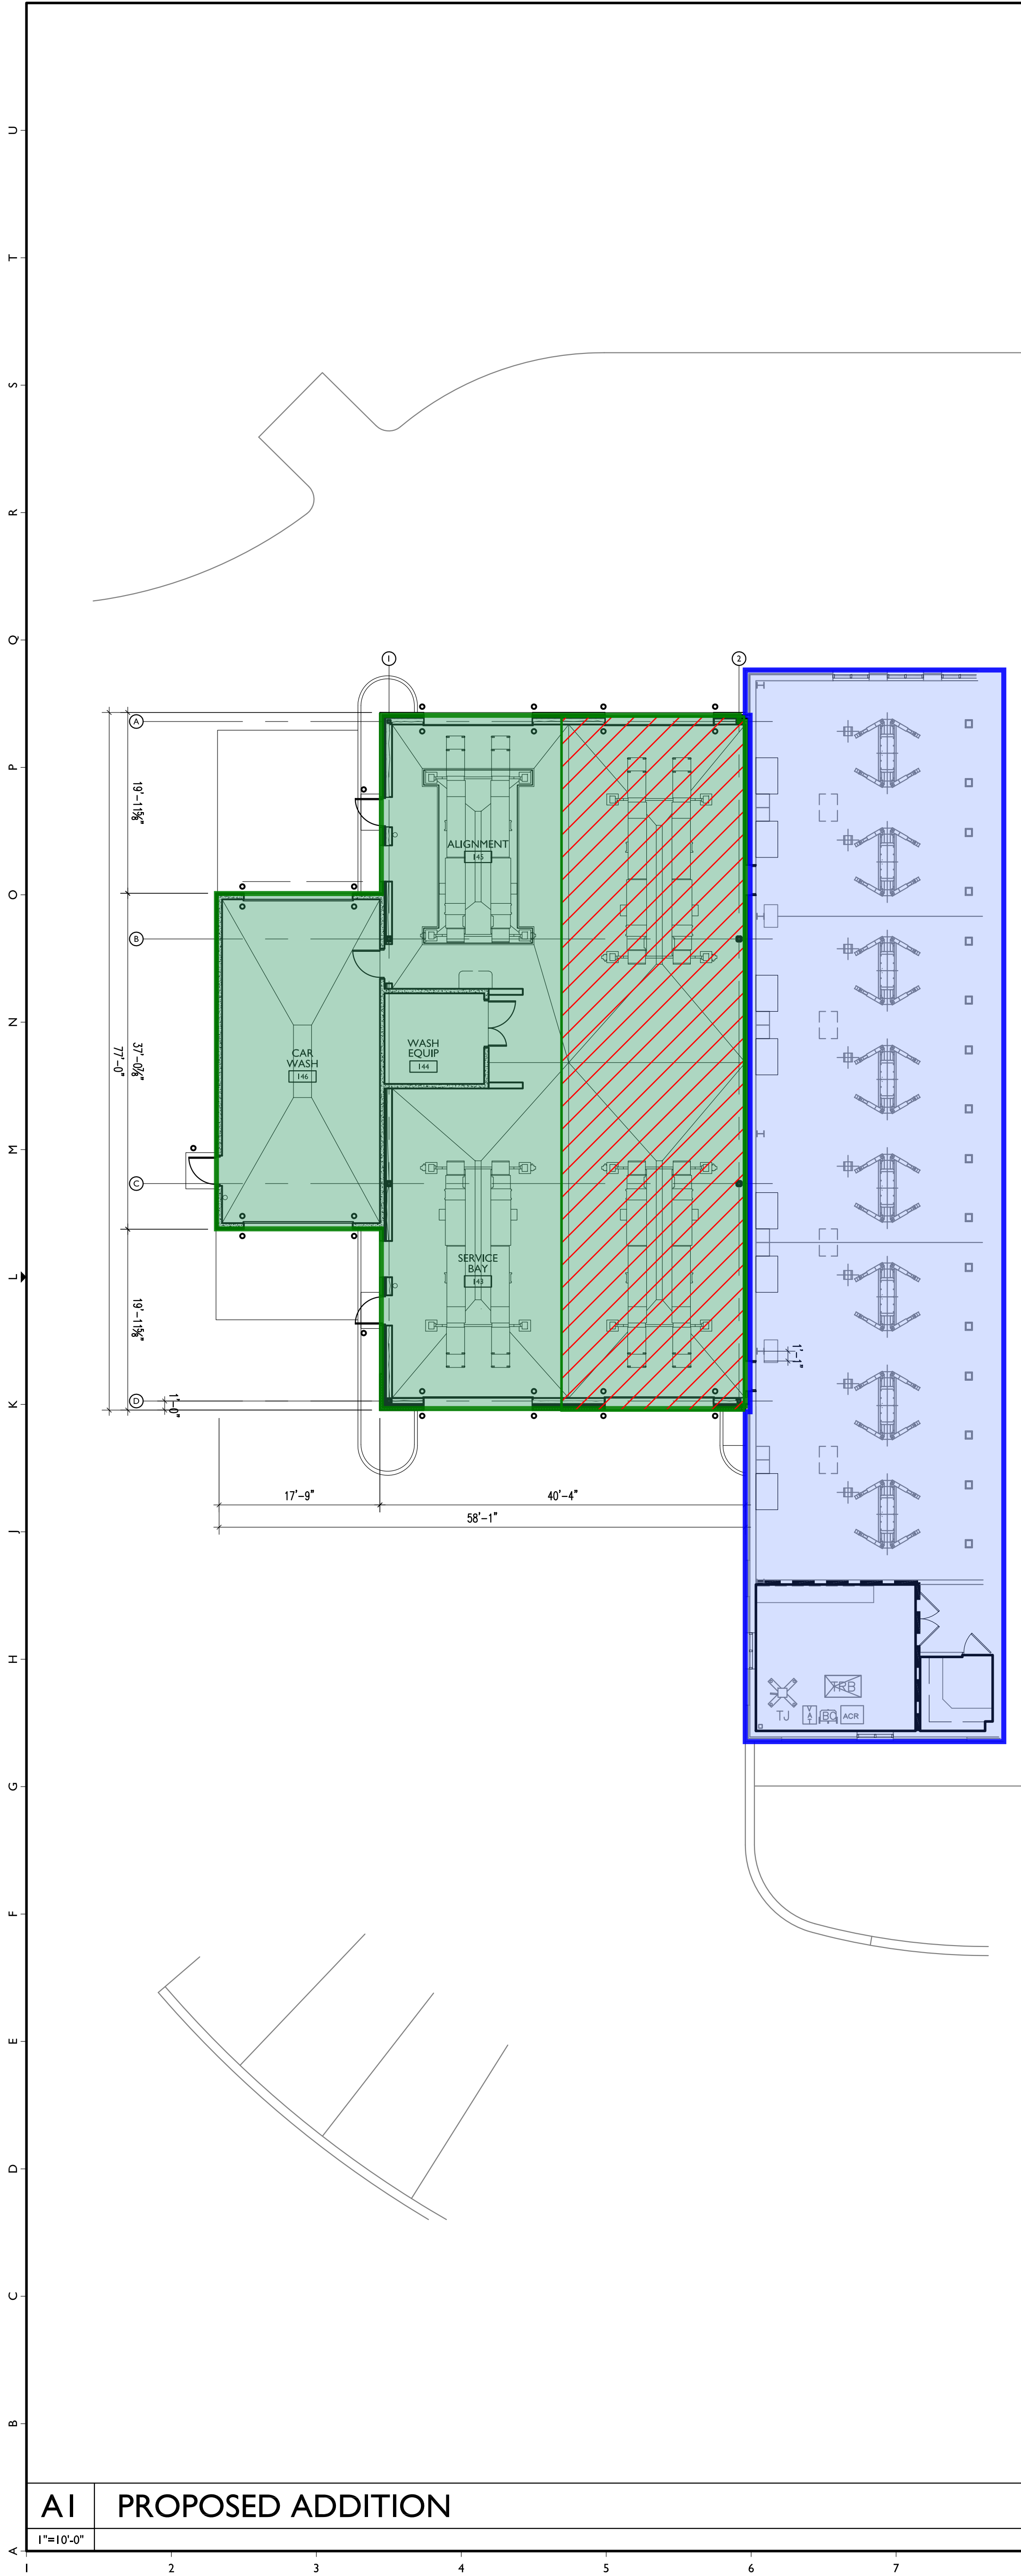 U
T
S
R
Q
P
O
N
M
L
K
J
H
G
F
E
D
C
B
A
1
2
A
B
C
D
19'-11⅝"
37'-0⅞"
77'-0"
19'-11⅝"
1'-0"
1'-1"
ALIGNMENT
145
WASH
EQUIP
144
CAR
WASH
146
SERVICE
BAY
143
17'-9"
40'-4"
58'-1"
TRB
TJ
VAT
BC
ACR
A1
PROPOSED ADDITION
1"=10'-0"
1
2
3
4
5
6
7